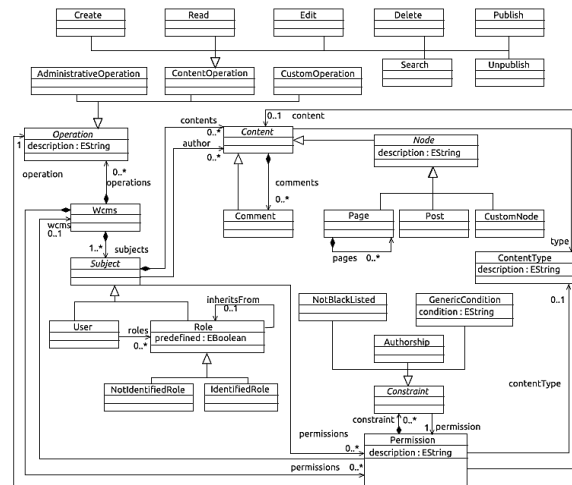 Create
Read
Edit
Delete
Publish
Search
Unpublish
AdministrativeOperation
ContentOperation
CustomOperation
Operation
description : EString
1
operation
0..*
operations
contents
0..*
author
0..*
Content
0..1
content
Node
description : EString
comments
0..*
Comment
Page
Post
CustomNode
pages
0..*
type
ContentType
description : EString
0..1
Wcms
wcms
0..1
1..*
subjects
Subject
User
roles
0..*
inheritsFrom
0..1
Role
predefined : EBoolean
NotIdentifiedRole
IdentifiedRole
NotBlackListed
GenericCondition
condition : EString
Authorship
Constraint
constraint
0..*
1
permission
contentType
permissions
0..*
Permission
description : EString
permissions
0..*